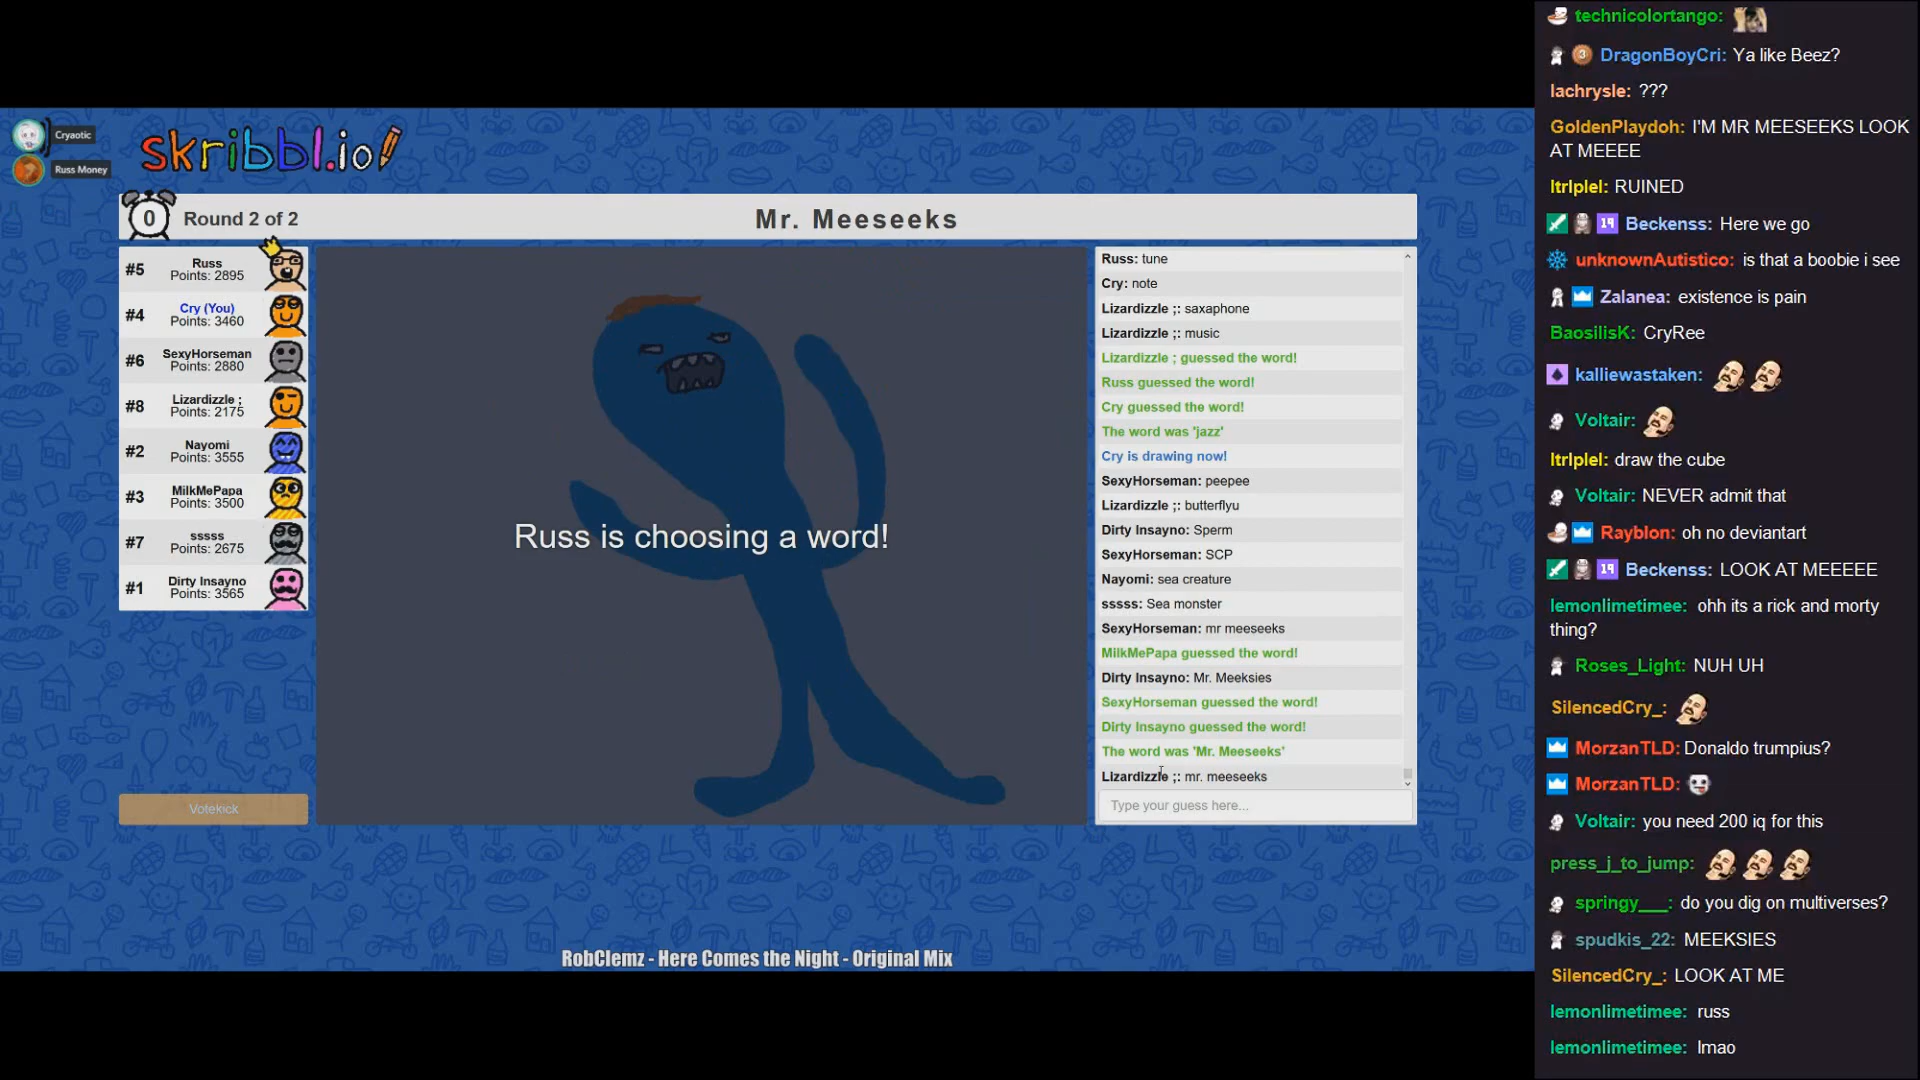 Cryaotic
Russ Money
skribbl.io
0
Round 2 of 2
Mr. Meeseeks
#5
Russ
Points: 2895
#4
Cry (You)
Points: 3460
#6
SexyHorseman
Points: 2880
#8
Lizardizzle ;
Points: 2175
#2
Nayomi
Points: 3555
#3
MilkMePapa
Points: 3500
#7
sssss
Points: 2675
#1
Dirty Insayno
Points: 3565
Votekick
Russ is choosing a word!
Russ: tune
Cry: note
Lizardizzle ;: saxaphone
Lizardizzle ;: music
Lizardizzle ; guessed the word!
Russ guessed the word!
Cry guessed the word!
The word was 'jazz'
Cry is drawing now!
SexyHorseman: peepee
Lizardizzle ;: butterflyu
Dirty Insayno: Sperm
SexyHorseman: SCP
Nayomi: sea creature
sssss: Sea monster
SexyHorseman: mr meeseeks
MilkMePapa guessed the word!
Dirty Insayno: Mr. Meeksies
SexyHorseman guessed the word!
Dirty Insayno guessed the word!
The word was 'Mr. Meeseeks'
Lizardizzle ;: mr. meeseeks
Type your guess here...
RobClemz - Here Comes the Night - Original Mix
technicolortango:
3 DragonBoyCri: Ya like Beez?
lachrysle: ???
GoldenPlaydoh: I'M MR MEESEEKS LOOK
AT MEEEE
ltrlplel: RUINED
19 Beckenss: Here we go
unknownAutistico: is that a boobie i see
Zalanea: existence is pain
BaosilisK: CryRee
kalliewastaken:
Voltair:
ltrlplel: draw the cube
Voltair: NEVER admit that
Rayblon: oh no deviantart
19 Beckenss: LOOK AT MEEEEE
lemonlimetimee: ohh its a rick and morty
thing?
Roses_Light: NUH UH
SilencedCry_:
MorzanTLD: Donaldo trumpius?
MorzanTLD:
Voltair: you need 200 iq for this
press_j_to_jump:
springy___: do you dig on multiverses?
spudkis_22: MEEKSIES
SilencedCry_: LOOK AT ME
lemonlimetimee: russ
lemonlimetimee: lmao